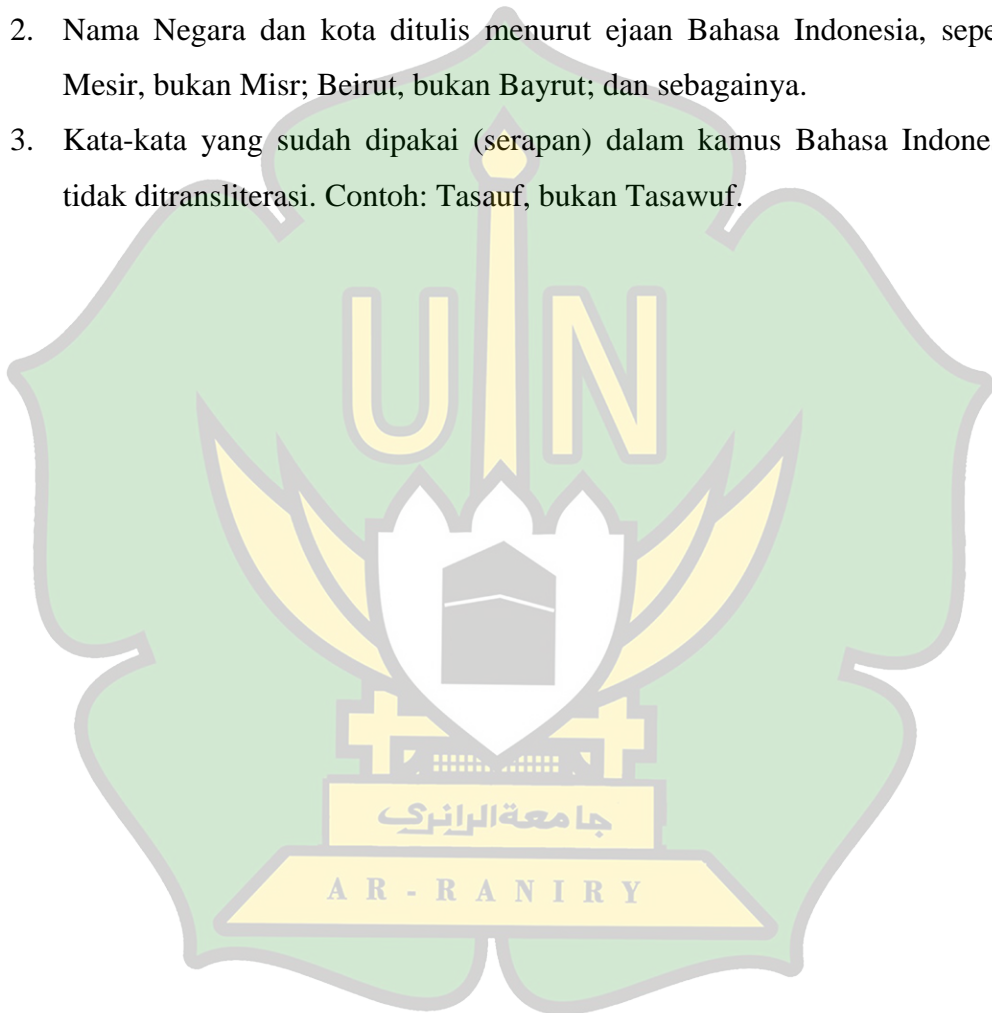 2. Nama Negara dan kota ditulis menurut ejaan Bahasa Indonesia, sepe
Mesir, bukan Misr; Beirut, bukan Bayrut; dan sebagainya.
3. Kata-kata yang sudah dipakai (serapan) dalam kamus Bahasa Indone
tidak ditransliterasi. Contoh: Tasauf, bukan Tasawuf.
UIN
جامعةالرانري
AR-RANIRY